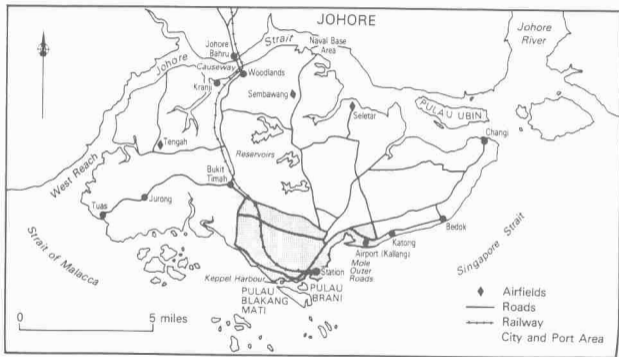 JOHORE
Johore
River
Johore
Bahru
Strait
Naval Base
Area
Johore
Causeway
Woodlands
Kranji
Sembawang
Seletar
PULAU UBIN
Changi
Tengah
Reservoirs
West Reach
Bukit
Timah
Tuas
Jurong
Bedok
Katong
Airport (Kallang)
Singapore Strait
Strait of Malacca
Mole
Outer
Roads
Station
Keppel Harbour
PULAU
BRANI
PULAU
BLAKANG
MATI
Airfields
Roads
Railway
City and Port Area
0
5 miles